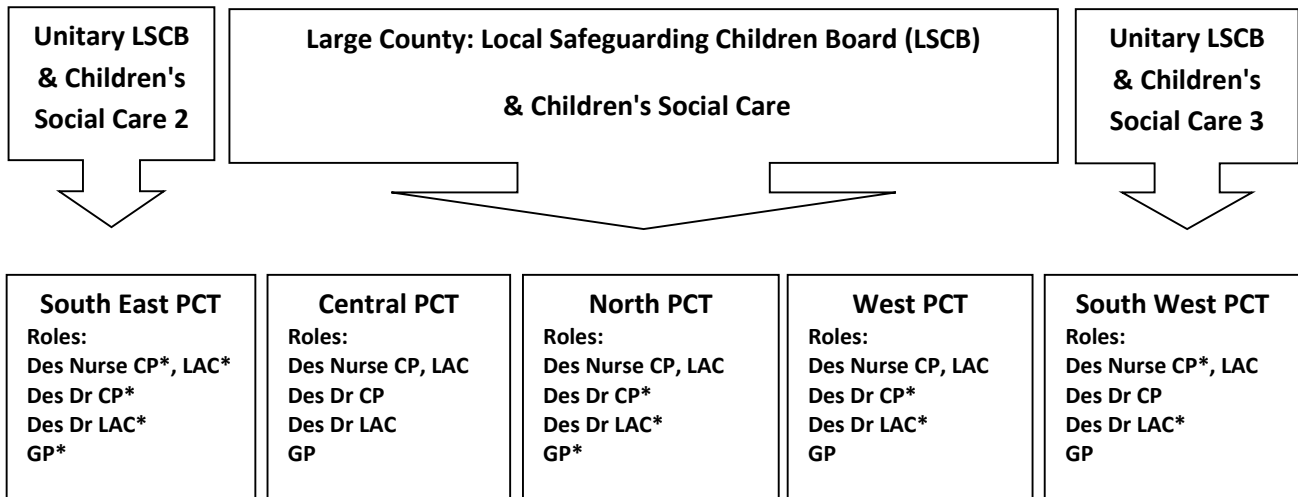 Unitary LSCB
& Children's
Social Care 2
Large County: Local Safeguarding Children Board (LSCB)
& Children's Social Care
Unitary LSCB
& Children's
Social Care 3
South East PCT
Roles:
Des Nurse CP*, LAC*
Des Dr CP*
Des Dr LAC*
GP*
Central PCT
Roles:
Des Nurse CP, LAC
Des Dr CP
Des Dr LAC
GP
North PCT
Roles:
Des Nurse CP, LAC
Des Dr CP*
Des Dr LAC*
GP*
West PCT
Roles:
Des Nurse CP, LAC
Des Dr CP*
Des Dr LAC*
GP
South West PCT
Roles:
Des Nurse CP*, LAC
Des Dr CP
Des Dr LAC*
GP